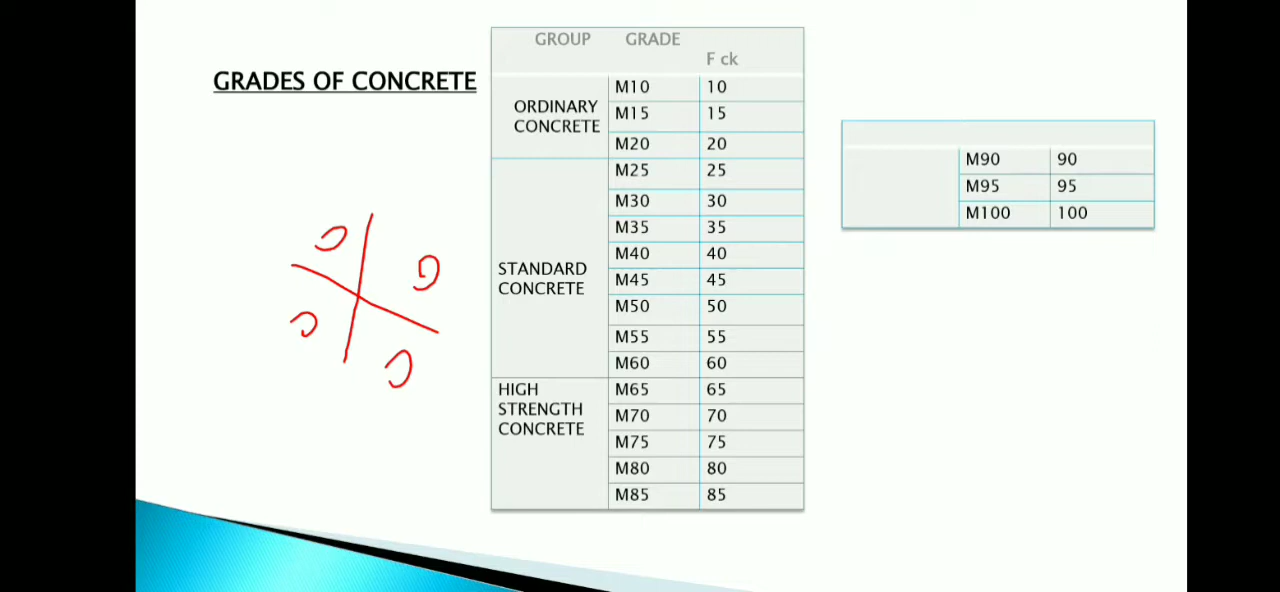 GRADES OF CONCRETE
GROUP GRADE F ck
ORDINARY CONCRETE
M10 10
M15 15
M20 20
STANDARD CONCRETE
M25 25
M30 30
M35 35
M40 40
M45 45
M50 50
M55 55
M60 60
HIGH STRENGTH CONCRETE
M65 65
M70 70
M75 75
M80 80
M85 85
M90 90
M95 95
M100 100